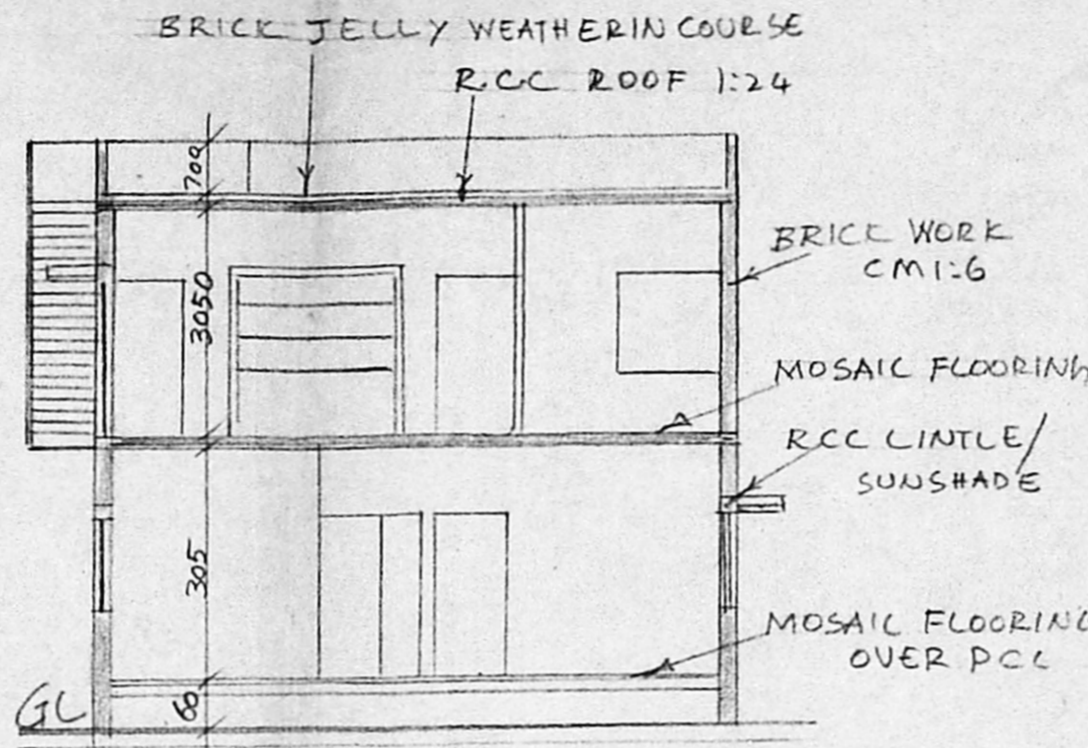 BRICK JELLY WEATHERIN COURSE
RCC ROOF 1:24
700
BRICK WORK
CM1:6
3050
MOSAIC FLOORING
RCC LINTLE/
SUNSHADE
305
MOSAIC FLOORING
OVER PCC
60
GL